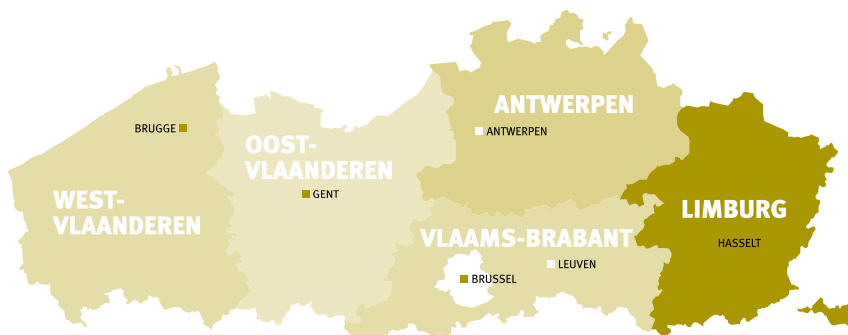 ANTWERPEN
BRUGGE
ANTWERPEN
OOST-
VLAANDEREN
GENT
WEST-
VLAANDEREN
LIMBURG
VLAAMS-BRABANT
HASSELT
LEUVEN
BRUSSEL